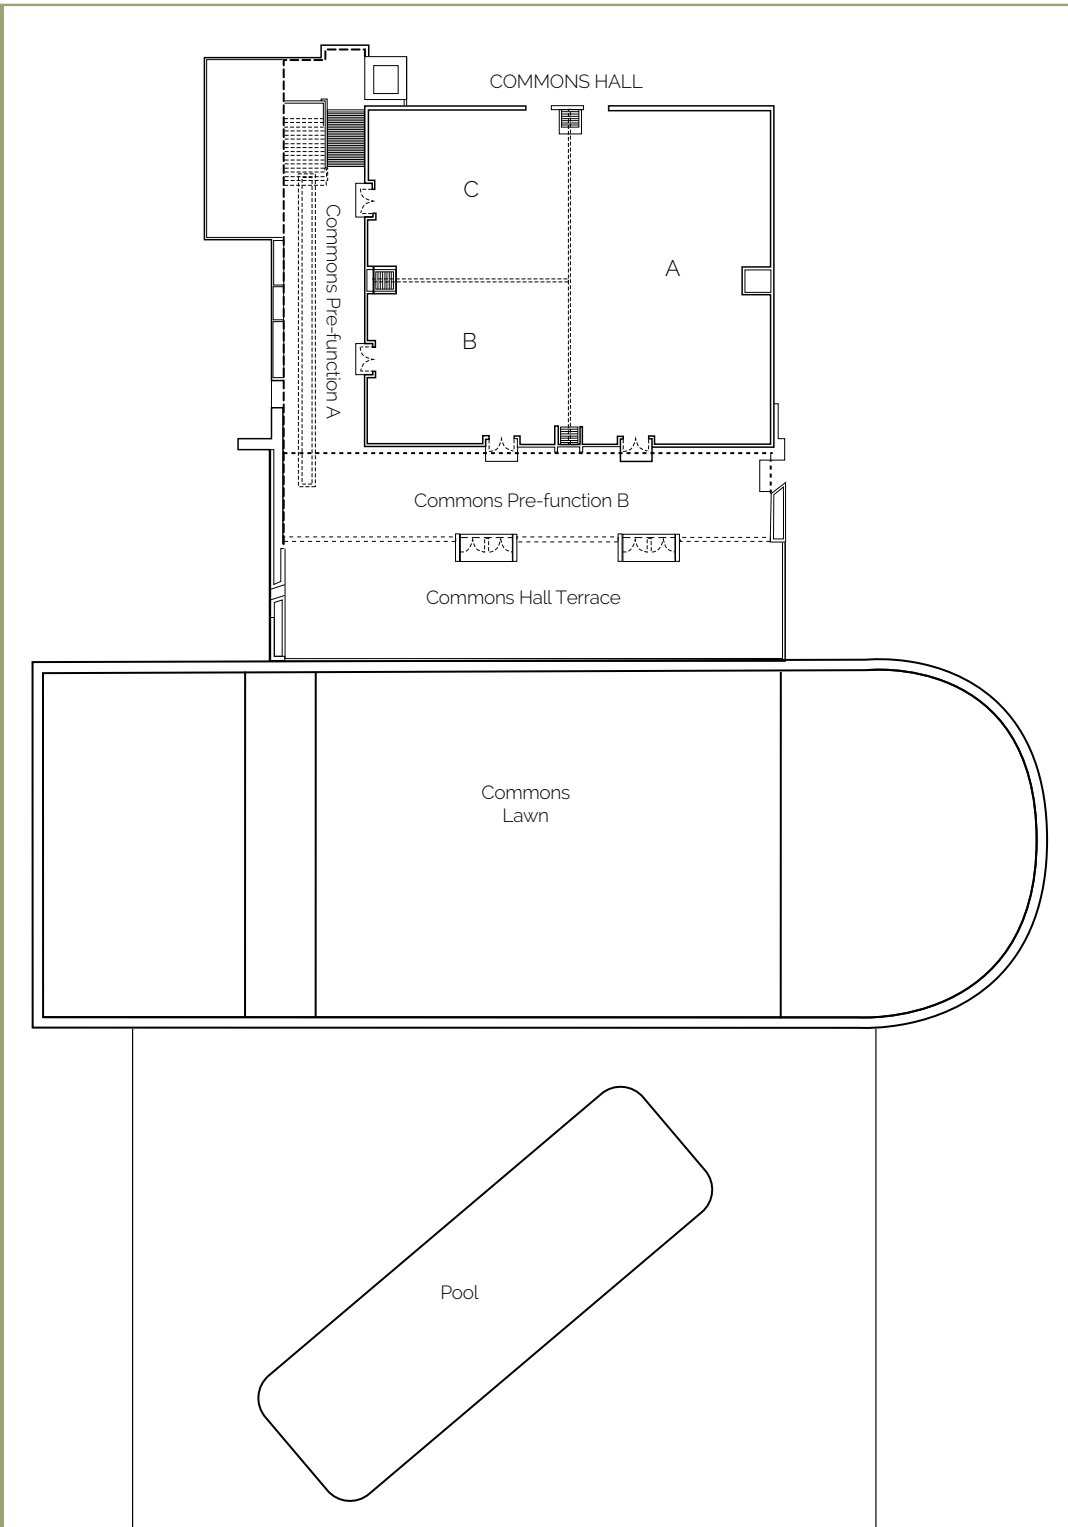 COMMONS HALL
C
A
B
Commons Pre-function A
Commons Pre-function B
Commons Hall Terrace
Commons
Lawn
Pool